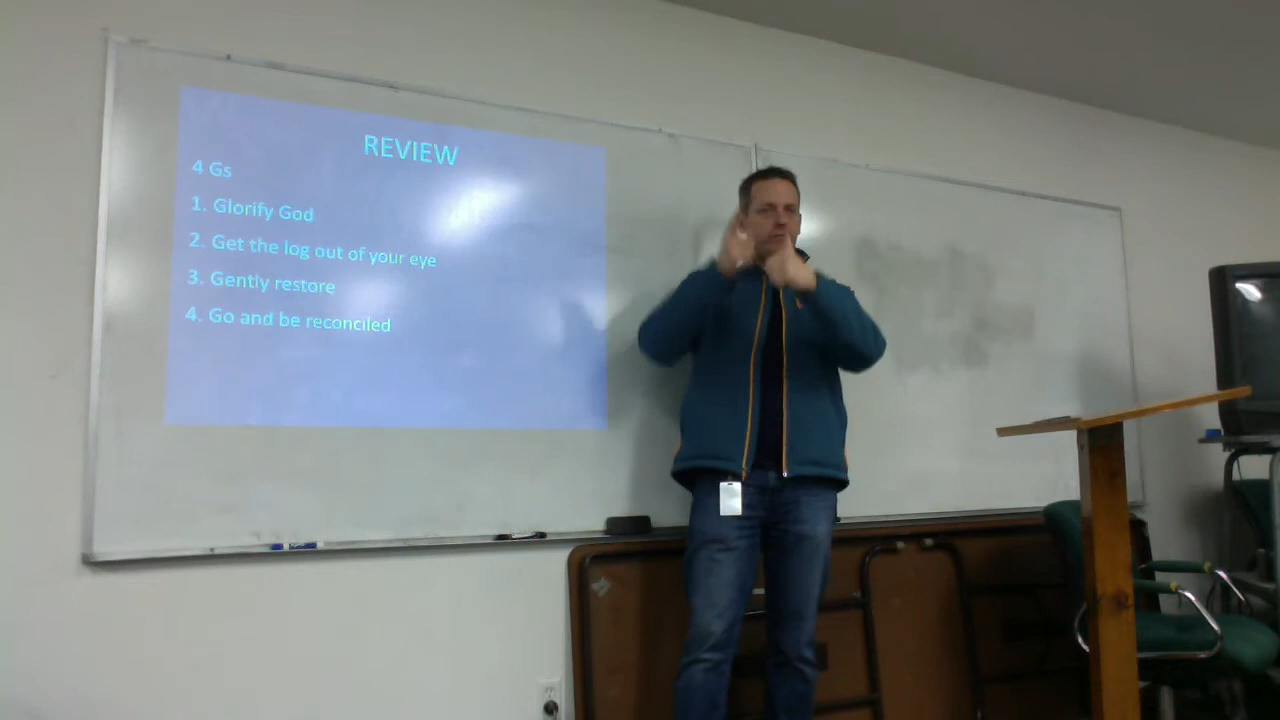 REVIEW
4 Gs
1. Glorify God
2. Get the log out of your eye
3. Gently restore
4. Go and be reconciled